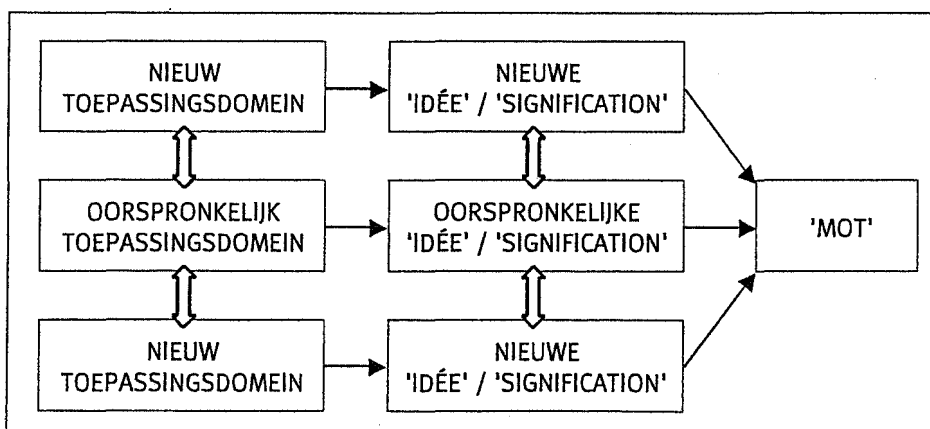 NIEUW
TOEPASSINGSDOMEIN
NIEUWE
'IDÉE' / 'SIGNIFICATION'
OORSPRONKELIJK
TOEPASSINGSDOMEIN
OORSPRONKELIJKE
'IDÉE' / 'SIGNIFICATION'
'MOT'
NIEUW
TOEPASSINGSDOMEIN
NIEUWE
'IDÉE' / 'SIGNIFICATION'